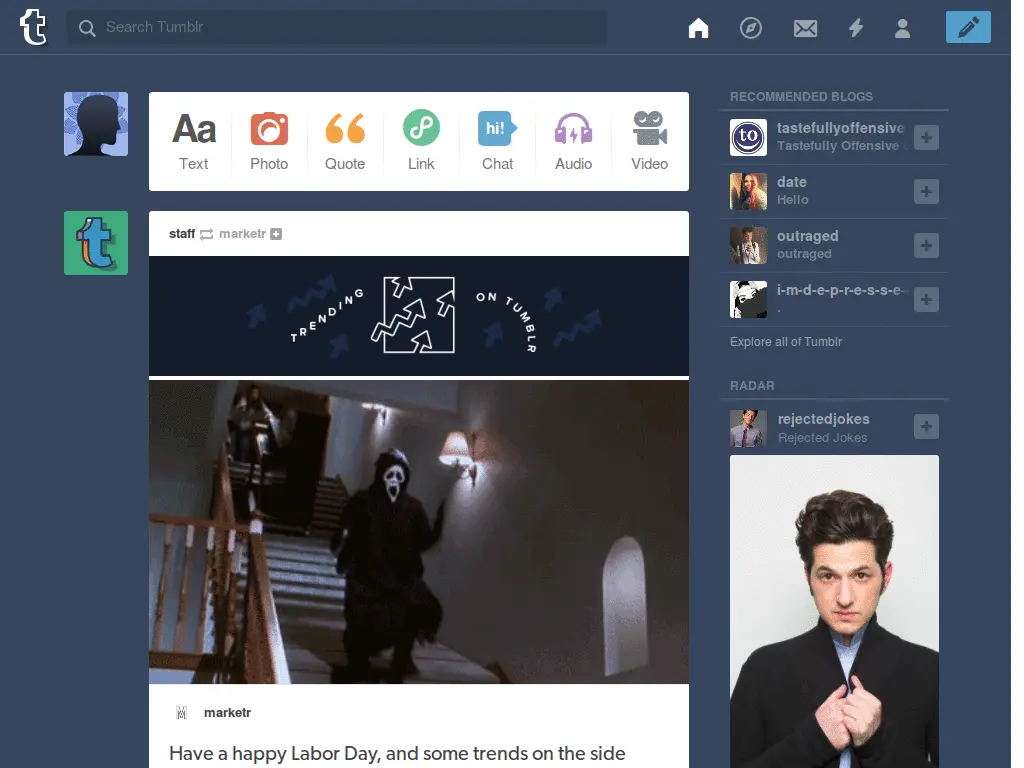 t
Search Tumblr
Aa
hi!
Text
Photo
Quote
Link
Chat
Audio
Video
t
staff marketr
TRENDING ON TUMBLR
marketr
Have a happy Labor Day, and some trends on the side
RECOMMENDED BLOGS
to
tastefullyoffensive
Tastefully Offensive
date
Hello
outraged
outraged
i-m-d-e-p-r-e-s-s-e-
.
Explore all of Tumblr
RADAR
rejectedjokes
Rejected Jokes